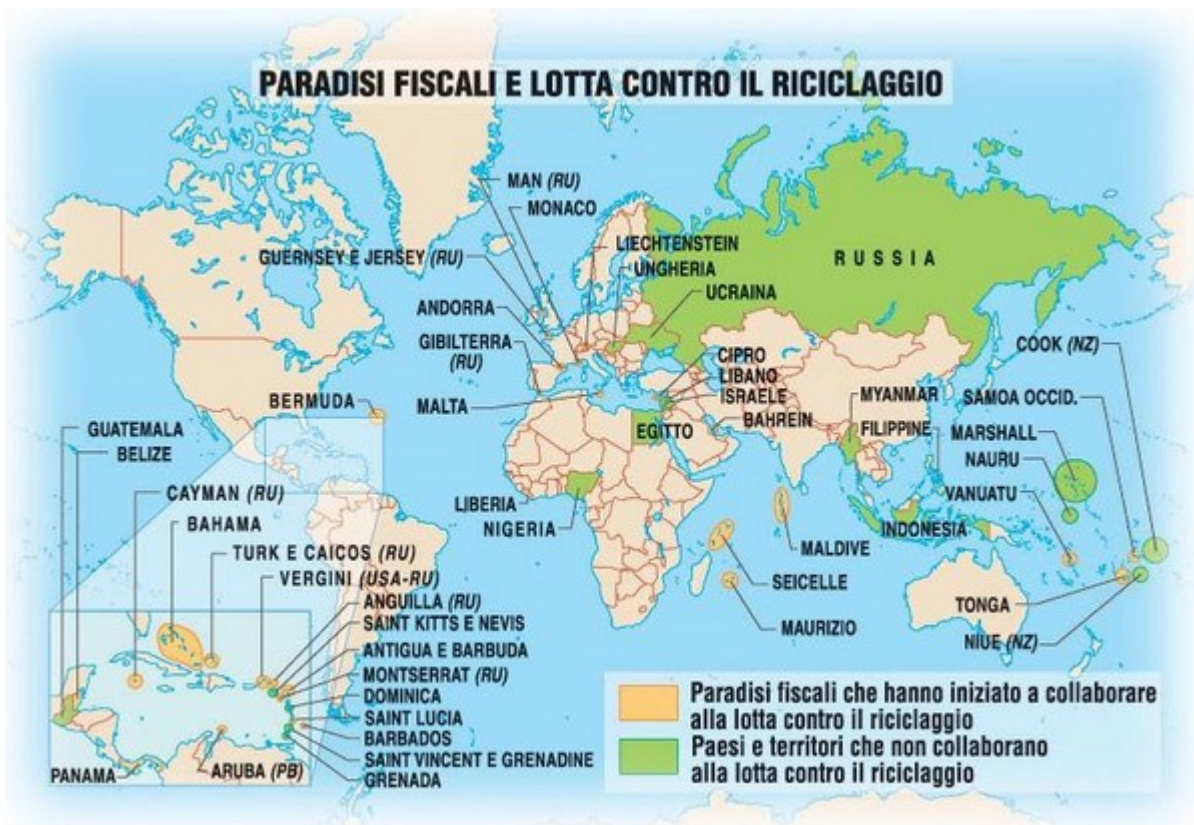 PARADISI FISCALI E LOTTA CONTRO IL RICICLAGGIO
MAN (RU)
MONACO
GUERNSEY E JERSEY (RU)
LIECHTENSTEIN
UNGHERIA
RUSSIA
UCRAINA
ANDORRA
GIBILTERRA
(RU)
CIPRO
LIBANO
ISRAELE
COOK (NZ)
BERMUDA
MALTA
MYANMAR
SAMOA OCCID.
GUATEMALA
BELIZE
EGITTO
BAHREIN
FILIPPINE
MARSHALL
NAURU
CAYMAN (RU)
BAHAMA
LIBERIA
NIGERIA
VANUATU
INDONESIA
TURK E CAICOS (RU)
MALDIVE
VERGINI (USA-RU)
SEICELLE
ANGUILLA (RU)
SAINT KITTS E NEVIS
TONGA
MAURIZIO
ANTIGUA E BARBUDA
NIUE (NZ)
MONTSERRAT (RU)
DOMINICA
SAINT LUCIA
BARBADOS
SAINT VINCENT E GRENADINE
GRENADA
PANAMA
ARUBA (PB)
Paradisi fiscali che hanno iniziato a collaborare
alla lotta contro il riciclaggio
Paesi e territori che non collaborano
alla lotta contro il riciclaggio